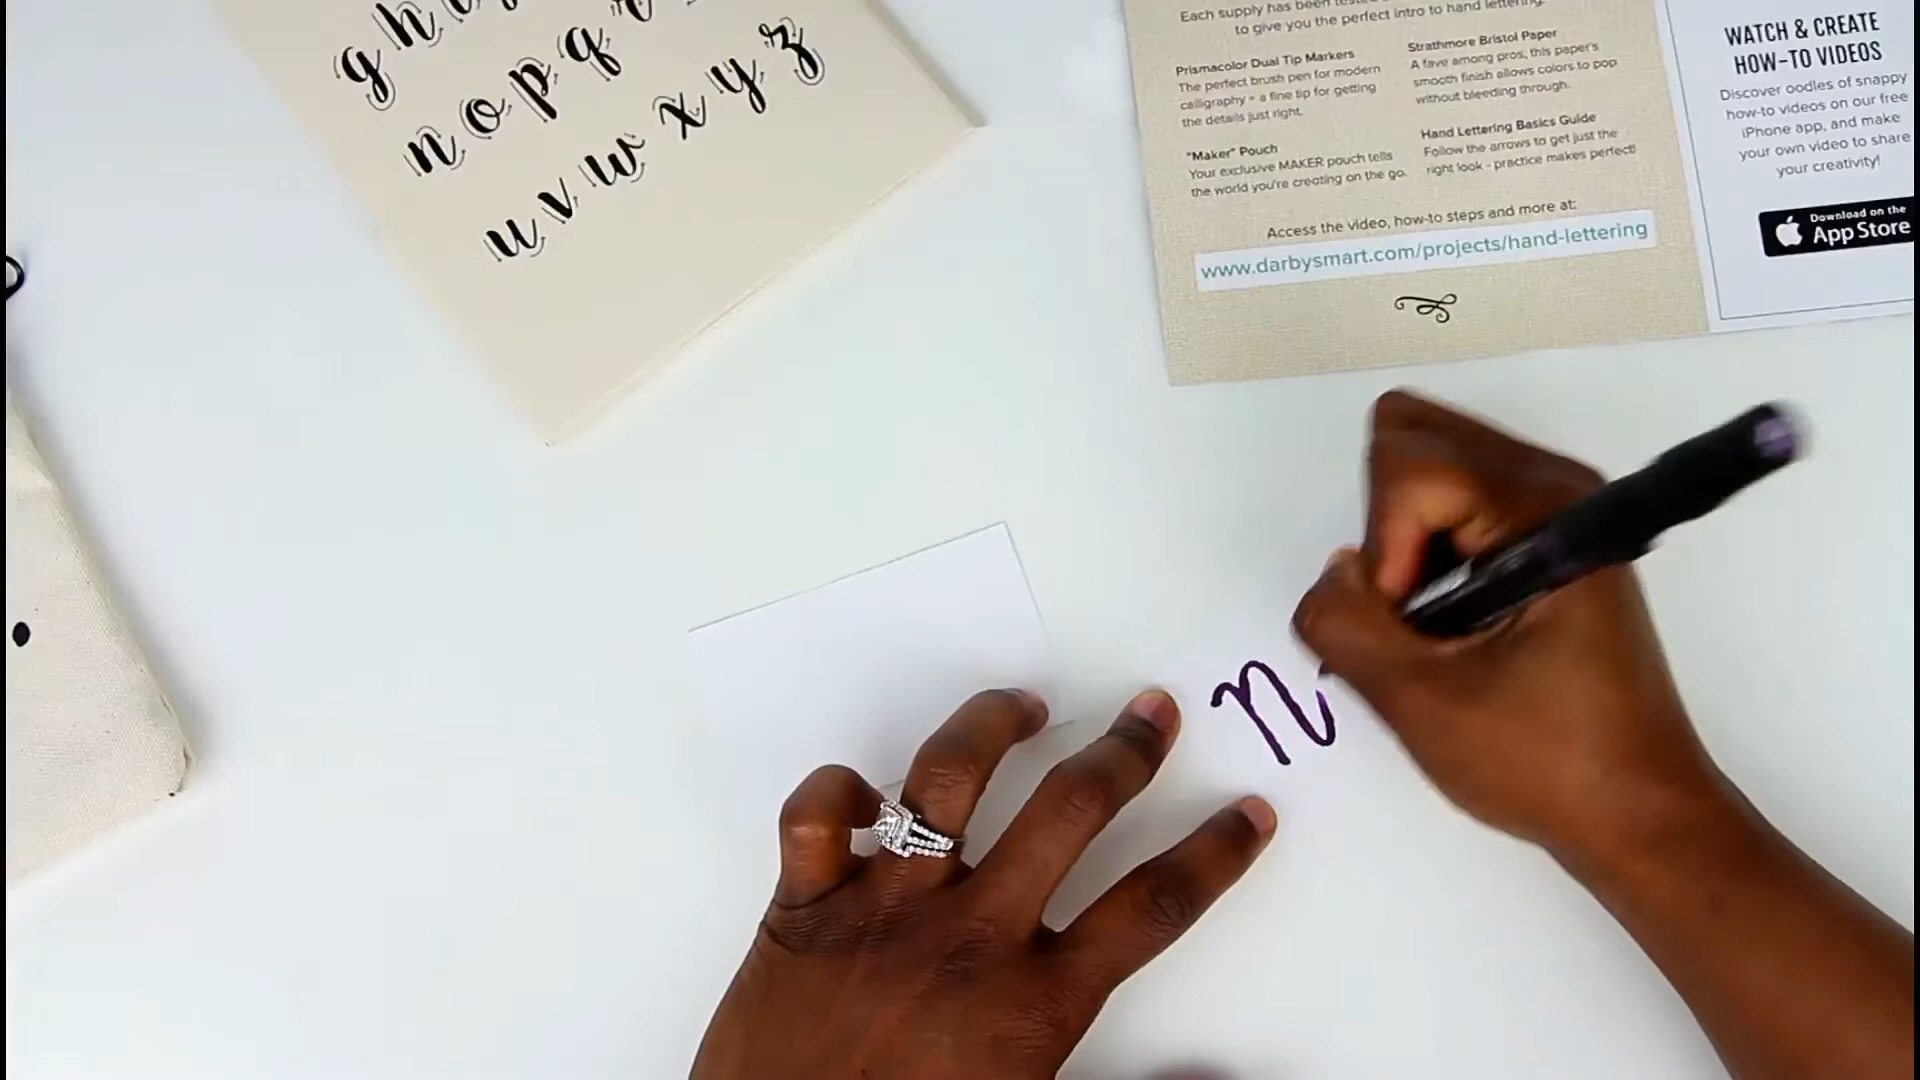 g h
n o p q
u v w x y z
Each supply has been
to give you the perfect intro to hand lettering.
Prismacolor Dual Tip Markers
The perfect brush pen for modern
calligraphy + a fine tip for getting
the details just right.
"Maker" Pouch
Your exclusive MAKER pouch tells
the world you're creating on the go.
Strathmore Bristol Paper
A fave among pros, this paper's
smooth finish allows colors to pop
without bleeding through.
Hand Lettering Basics Guide
Follow the arrows to get just the
right look - practice makes perfect!
Access the video, how-to steps and more at:
www.darbysmart.com/projects/hand-lettering
WATCH & CREATE
HOW-TO VIDEOS
Discover oodles of snappy
how-to videos on our free
iPhone app, and make
your own video to share
your creativity!
Download on the
App Store
n